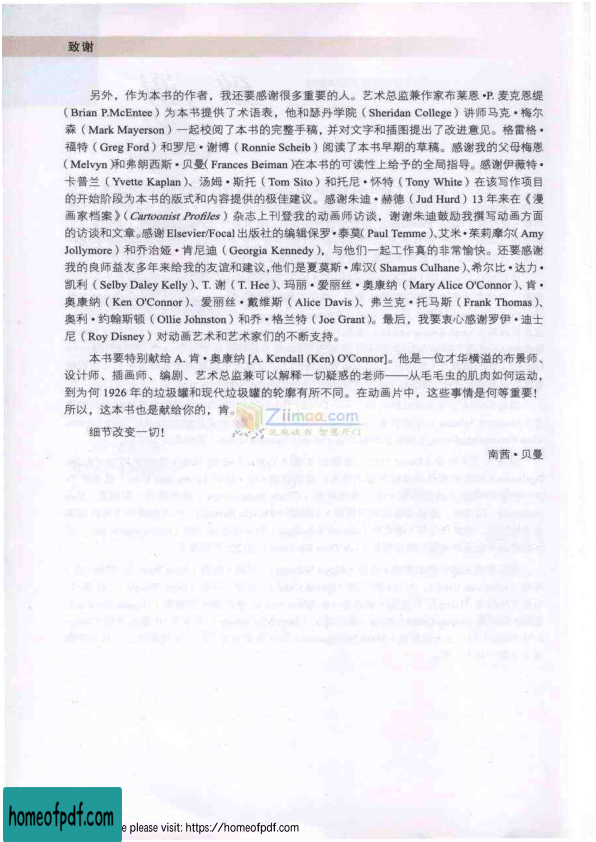 致谢
另外，作为本书的作者，我还要感谢很多重要的人。艺术总监兼作家布莱恩·P. 麦克恩缇
（Brian P.McEntee）为本书提供了术语表，他和瑟丹学院（Sheridan College）讲师马克·梅尔
森（Mark Mayerson）一起校阅了本书的完整手稿，并对文字和插图提出了改进意见。格雷格·
福特（Greg Ford）和罗尼·谢博（Ronnie Scheib）阅读了本书早期的草稿。感谢我的父母梅恩
(Melvyn)和弗朗西斯·贝曼(Frances Beiman)在本书的可读性上给予的全局指导。感谢伊薇特·
卡普兰（Yvette Kaplan）、汤姆·斯托（Tom Sito）和托尼·怀特（Tony White）在该写作项目
的开始阶段为本书的版式和内容提供的极佳建议。感谢朱迪·赫德（Jud Hurd）13 年来在《漫
画家档案》（Cartoonist Profiles）杂志上刊登我的动画师访谈，谢谢朱迪鼓励我撰写动画方面
的访谈和文章。感谢Elsevier/Focal 出版社的编辑保罗·泰莫(Paul Temme)、艾米·茱莉摩尔(Amy
Jollymore）和乔治娅·肯尼迪（Georgia Kennedy），与他们一起工作真的非常愉快。还要感谢
我的良师益友多年来给我的友谊和建议，他们是夏莫斯·库汉(Shamus Culhane)、希尔比·达力·
凯利（Selby Daley Kelly）、T. 谢（T. Hee）、玛丽·爱丽丝·奥康纳（Mary Alice O'Connor）、肯·
奥康纳（Ken O'Connor）、爱丽丝·戴维斯（Alice Davis）、弗兰克·托马斯（Frank Thomas）、
奥利·约翰斯顿（Ollie Johnston）和乔·格兰特（Joe Grant）。最后，我要衷心感谢罗伊·迪士
尼（Roy Disney）对动画艺术和艺术家们的不断支持。
本书要特别献给 A. 肯·奥康纳 [A. Kendall (Ken) O'Connor]。他是一位才华横溢的布景师、
设计师、插画师、编剧、艺术总监兼可以解释一切疑惑的老师——从毛毛虫的肌肉如何运动，
到为何 1926 年的垃圾罐和现代垃圾罐的轮廓有所不同。在动画片中，这些事情是何等重要！
所以，这本书也是献给你的，肯。
Ziimaa.com
芝麻读书 智慧开门
细节改变一切！
南茜·贝曼
homeofpdf.com
e please visit: https://homeofpdf.com